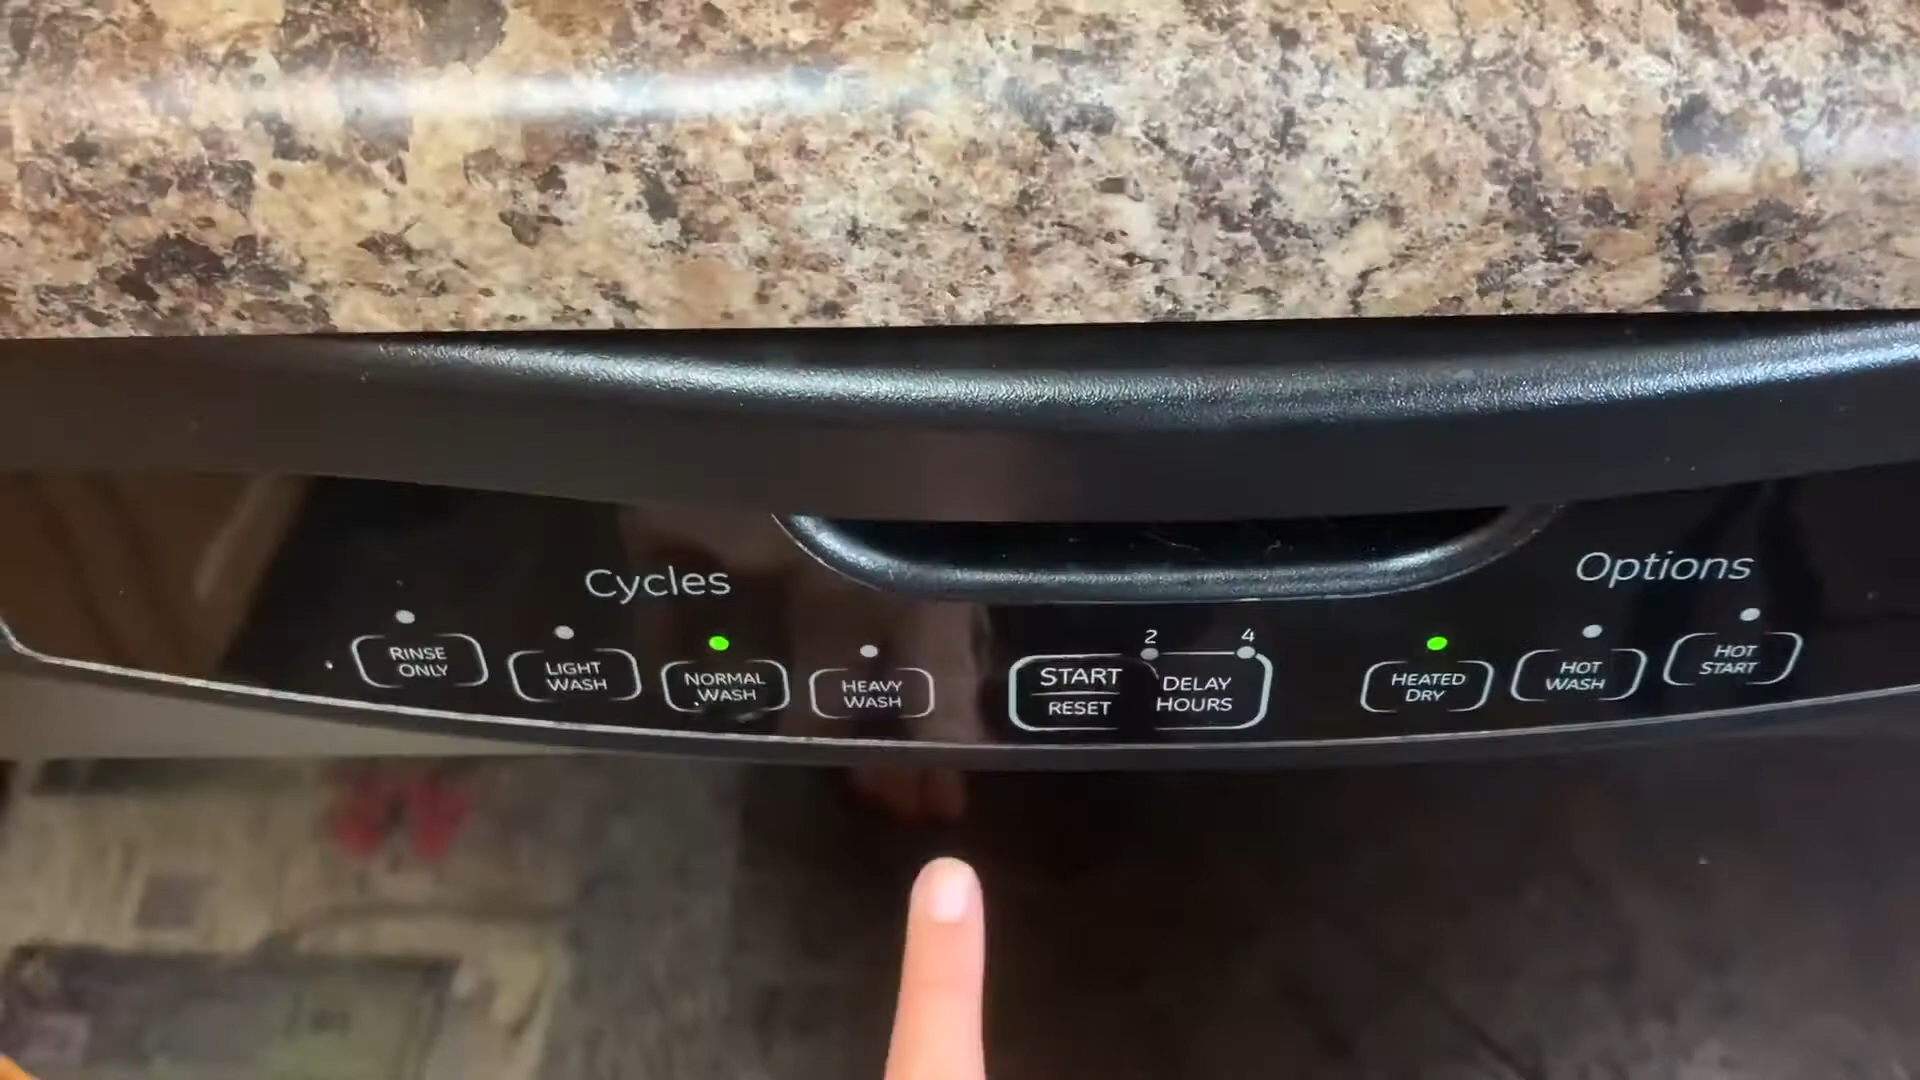 Cycles
RINSE
ONLY
LIGHT
WASH
NORMAL
WASH
HEAVY
WASH
2 4
START
RESET
DELAY
HOURS
Options
HEATED
DRY
HOT
WASH
HOT
START